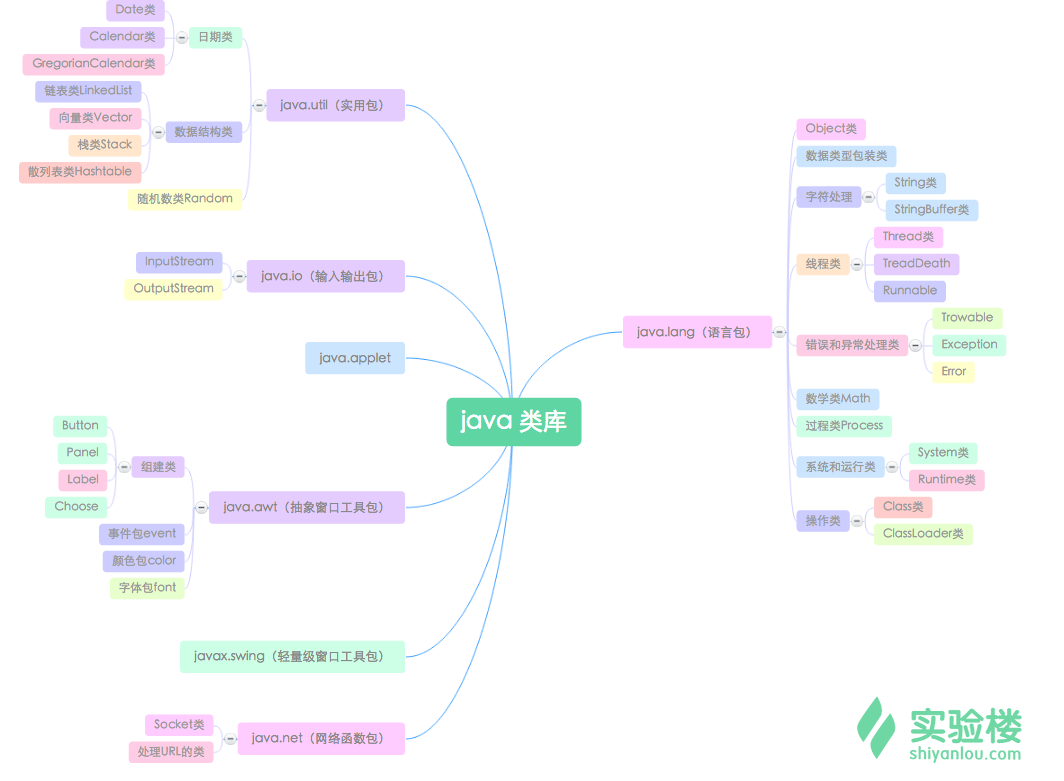 java 类库
java.util（实用包）
日期类
Date类
Calendar类
GregorianCalendar类
数据结构类
链表类LinkedList
向量类Vector
栈类Stack
散列表类Hashtable
随机数类Random
java.io（输入输出包）
InputStream
OutputStream
java.applet
java.awt（抽象窗口工具包）
组建类
Button
Panel
Label
Choose
事件包event
颜色包color
字体包font
javax.swing（轻量级窗口工具包）
java.net（网络函数包）
Socket类
处理URL的类
java.lang（语言包）
Object类
数据类型包装类
字符处理
String类
StringBuffer类
线程类
Thread类
TreadDeath
Runnable
错误和异常处理类
Trowable
Exception
Error
数学类Math
过程类Process
系统和运行类
System类
Runtime类
操作类
Class类
ClassLoader类
实验楼
shiyanlou.com